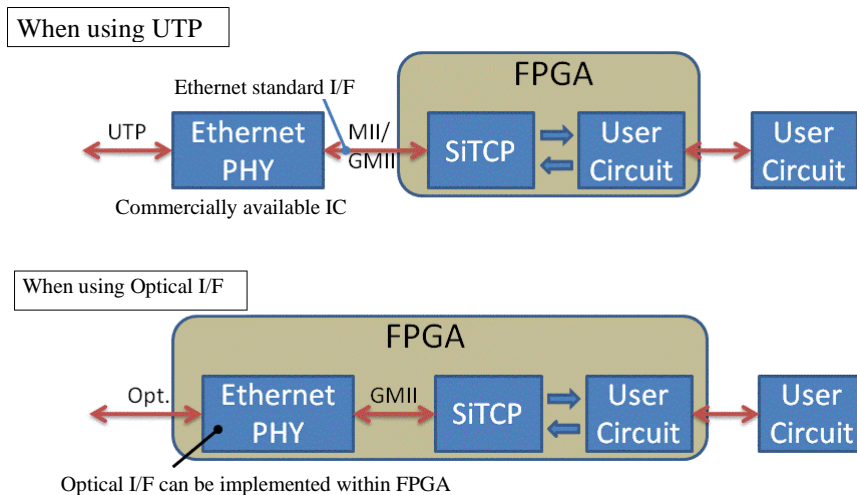 When using UTP
FPGA
Ethernet standard I/F
UTP
Ethernet
PHY
MII/
GMII
SiTCP
User
Circuit
User
Circuit
Commercially available IC
When using Optical I/F
FPGA
Opt.
Ethernet
PHY
GMII
SiTCP
User
Circuit
User
Circuit
Optical I/F can be implemented within FPGA